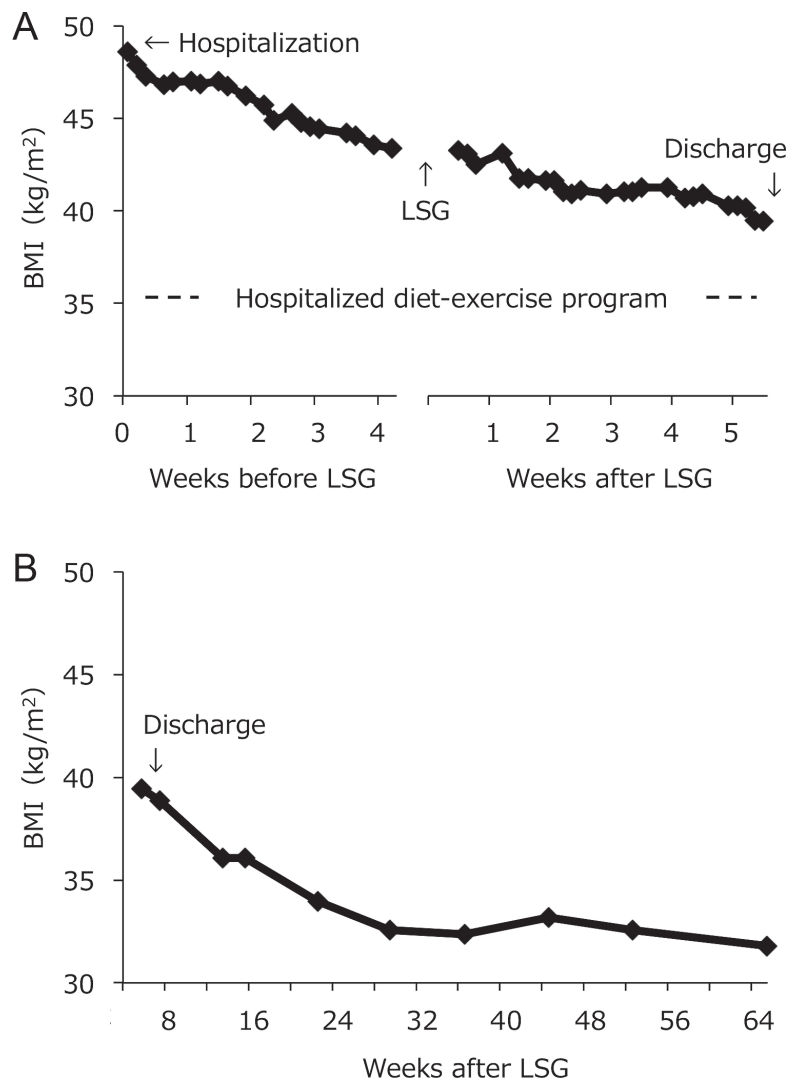 A
50
← Hospitalization
45
Discharge
↑
↓
LSG
40
BMI (kg/m²)
35
Hospitalized diet-exercise program
30
0 1 2 3 4
1 2 3 4 5
Weeks before LSG
Weeks after LSG
B
50
45
Discharge
↓
40
BMI (kg/m²)
35
30
8 16 24 32 40 48 56 64
Weeks after LSG